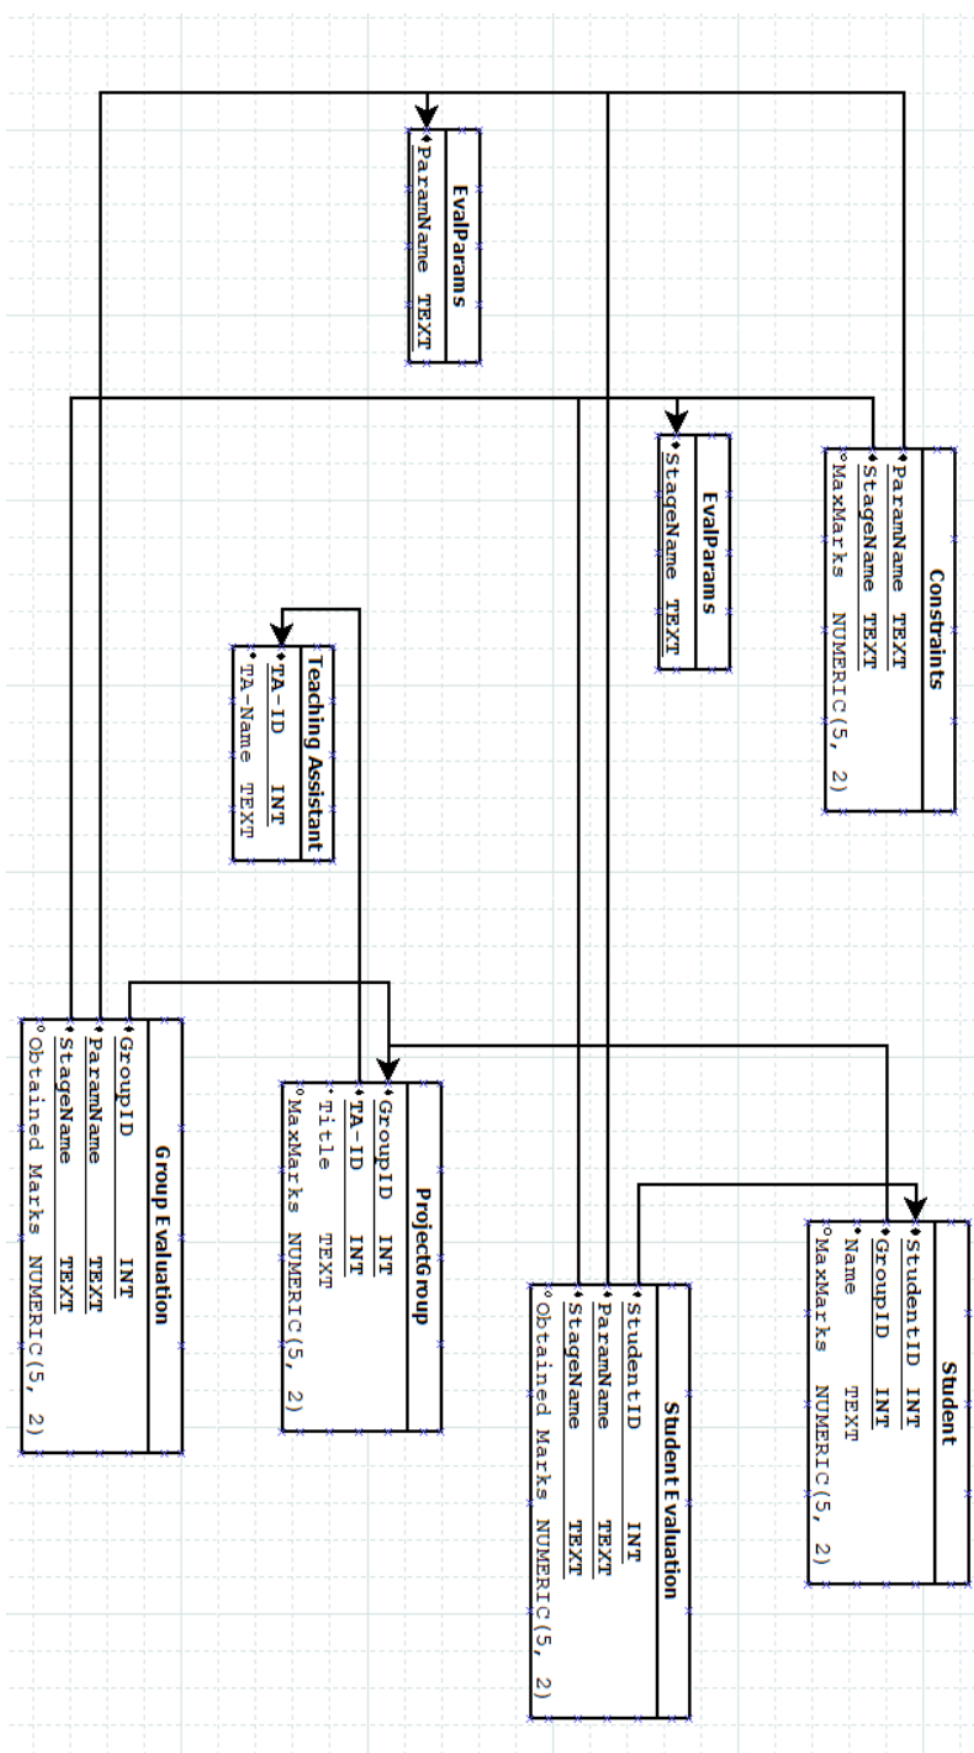 Constraints
ParamName TEXT
StageName TEXT
MaxMarks NUMERIC(5, 2)
Student
StudentID INT
GroupID INT
Name TEXT
MaxMarks NUMERIC(5, 2)
EvalParams
StageName TEXT
Student Evaluation
StudentID INT
ParamName TEXT
StageName TEXT
Obtained Marks NUMERIC(5, 2)
EvalParams
ParamName TEXT
ProjectGroup
GroupID INT
TA-ID INT
Title TEXT
MaxMarks NUMERIC(5, 2)
Teaching Assistant
TA-ID INT
TA-Name TEXT
Group Evaluation
GroupID INT
ParamName TEXT
StageName TEXT
Obtained Marks NUMERIC(5, 2)